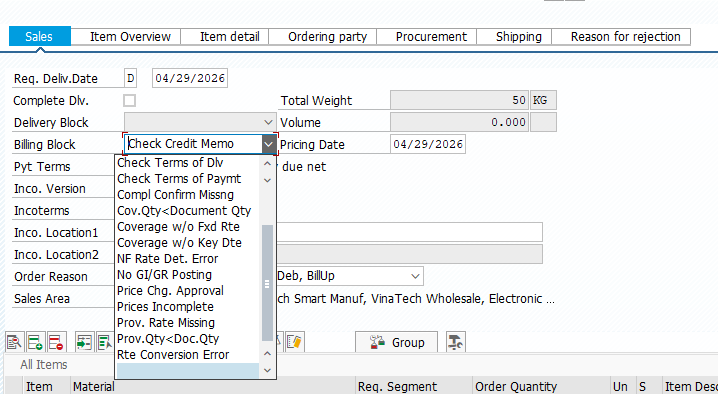 Sales Item Overview Item detail Ordering party Procurement Shipping Reason for rejection
Req. Deliv.Date D 04/29/2026
Complete Dlv. Total Weight 50 KG
Delivery Block Volume 0.000
Billing Block Check Credit Memo Pricing Date 04/29/2026
Pyt Terms Check Terms of Dlv due net
Check Terms of Paymt
Inco. Version Compl Confirm Missng
Incoterms Cov.Qty<Document Qty
Inco. Location1 Coverage w/o Fxd Rte
Inco. Location2 Coverage w/o Key Dte
NF Rate Det. Error
Order Reason No GI/GR Posting Deb, BillUp
Price Chg. Approval
Sales Area Prices Incomplete ch Smart Manuf, VinaTech Wholesale, Electronic ...
Prov. Rate Missing
Prov.Qty<Doc.Qty
Rte Conversion Error
Group
All Items
Item Material Req. Segment Order Quantity Un S Item Desc